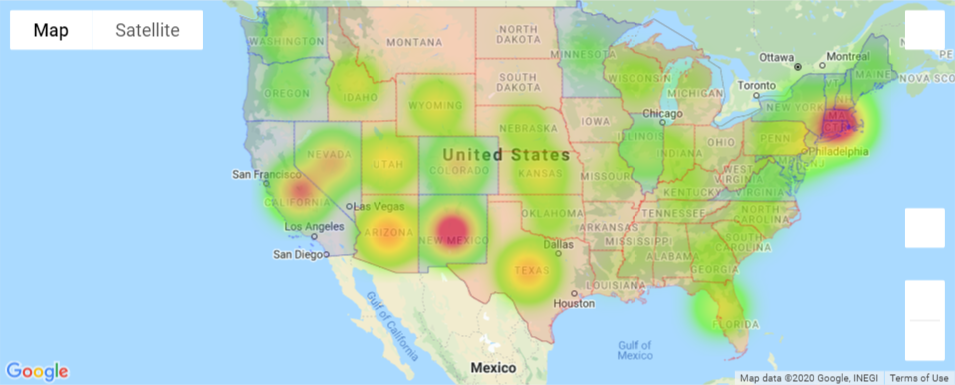 Map
Satellite
WASHINGTON
MONTANA
NORTH
DAKOTA
MINNESOTA
Ottawa
Montreal
MAINE
NOVA SCO
PE
OREGON
IDAHO
WYOMING
SOUTH
DAKOTA
WISCONSIN
MICHIGAN
Toronto
VT
NEW YORK
MA
CT
Chicago
IOWA
NEBRASKA
ILLINOIS
INDIANA
OHIO
PENN
Philadelphia
NJ
NEVADA
UTAH
United States
COLORADO
KANSAS
MISSOURI
WEST
VIRGINIA
VIRGINIA
KENTUCKY
San Francisco
CALIFORNIA
Las Vegas
Los Angeles
San Diego
ARIZONA
NEW MEXICO
OKLAHOMA
ARKANSAS
TENNESSEE
NORTH
CAROLINA
MISSISSIPPI
SOUTH
CAROLINA
ALABAMA
GEORGIA
Dallas
TEXAS
LOUISIANA
Houston
FLORIDA
Gulf of
California
Gulf of
Mexico
Mexico
Google
Map data ©2020 Google, INEGI
Terms of Use